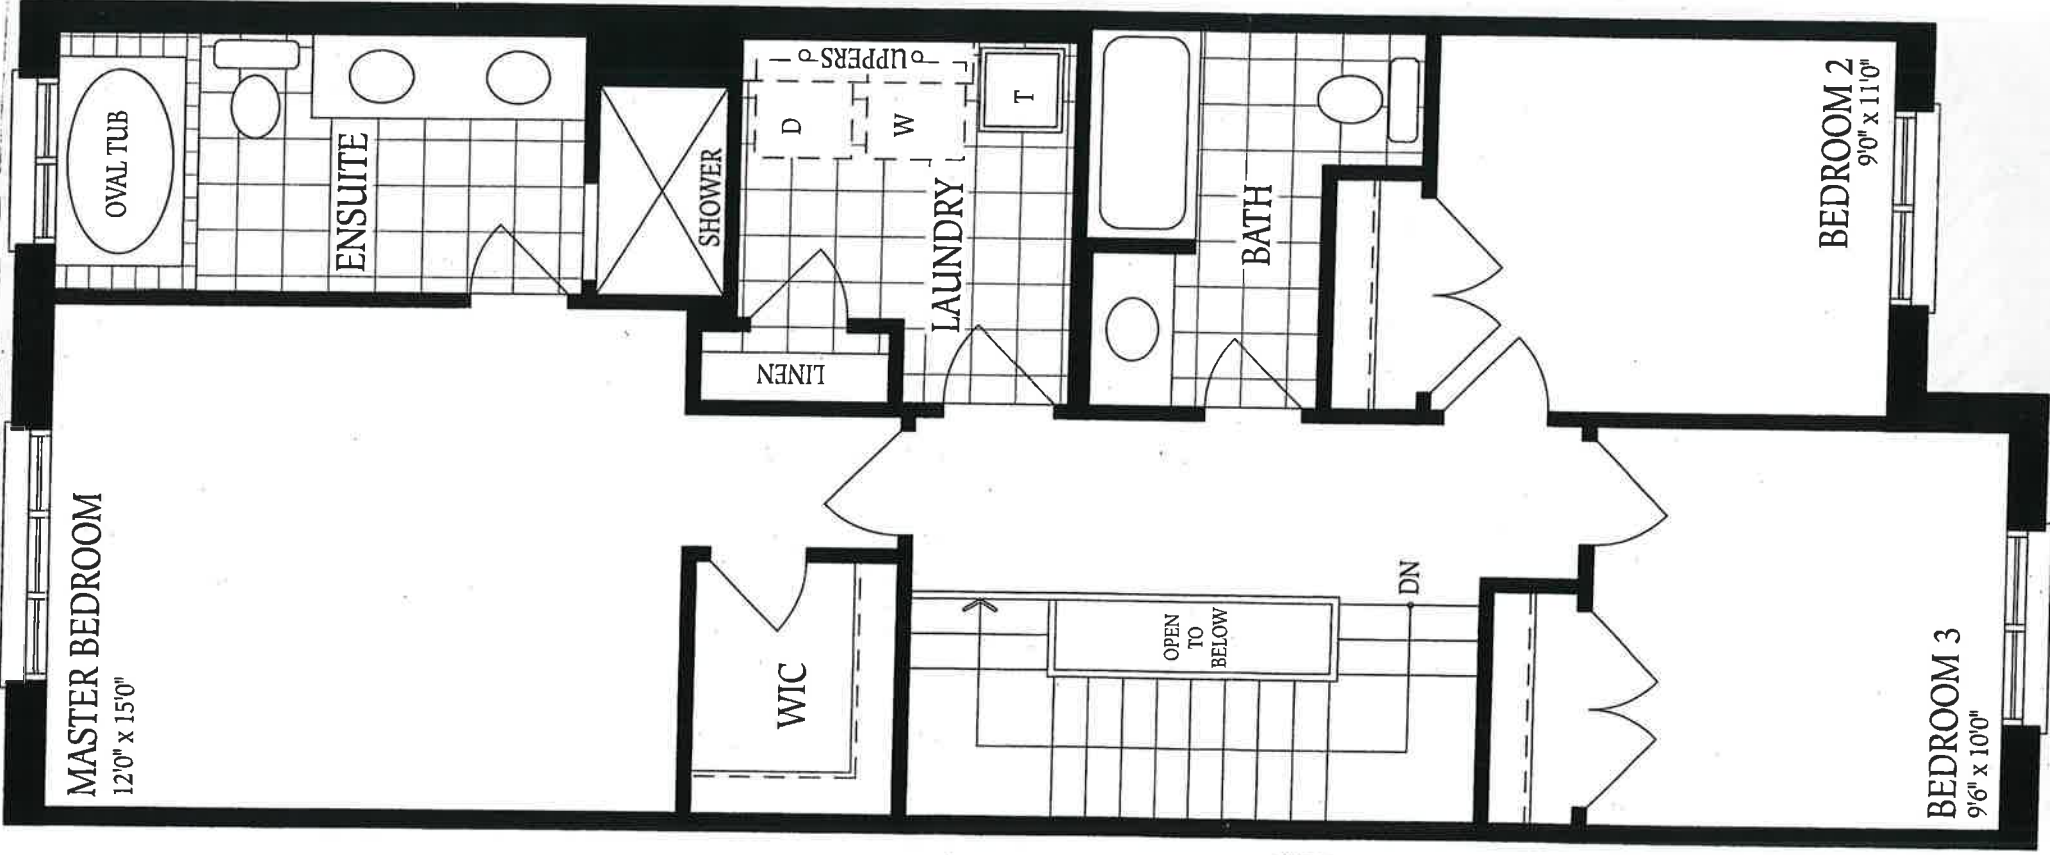 OVAL TUB
ENSUITE
SHOWER
UPPERS
D
W
T
LAUNDRY
LINEN
BATH
BEDROOM 2
9'0" x 11'0"
MASTER BEDROOM
12'0" x 15'0"
WIC
OPEN
TO
BELOW
DN
BEDROOM 3
9'6" x 10'0"